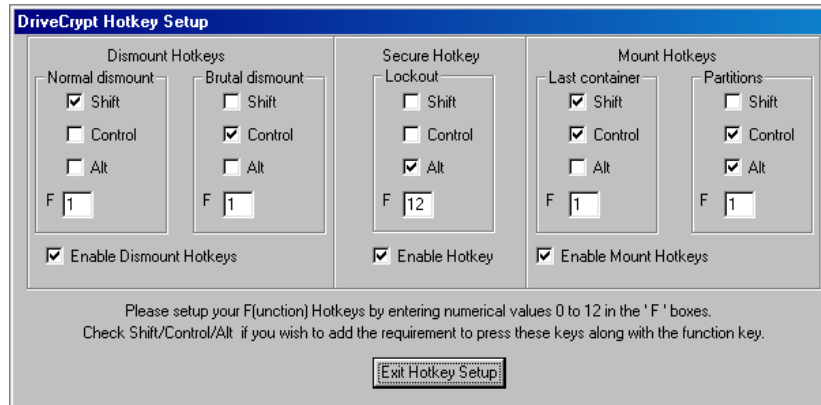 DriveCrypt Hotkey Setup
Dismount Hotkeys
Normal dismount
Shift
Control
Alt
F 1
Brutal dismount
Shift
Control
Alt
F 1
Enable Dismount Hotkeys
Secure Hotkey
Lockout
Shift
Control
Alt
F 12
Enable Hotkey
Mount Hotkeys
Last container
Shift
Control
Alt
F 1
Partitions
Shift
Control
Alt
F 1
Enable Mount Hotkeys
Please setup your F(unction) Hotkeys by entering numerical values 0 to 12 in the ' F ' boxes.
Check Shift/Control/Alt if you wish to add the requirement to press these keys along with the function key.
Exit Hotkey Setup